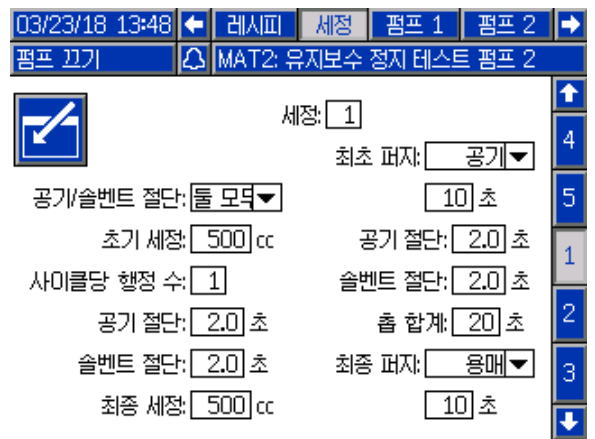 03/23/18 13:48 레시피 세정 펌프 1 펌프 2
펌프 끄기 MAT2: 유지보수 정지 테스트 펌프 2
세정: 1
최초 퍼지: 공기
4
공기/솔벤트 절단: 둘 모두
10 초
5
초기 세정: 500 cc
공기 절단: 2.0 초
1
사이클당 행정 수: 1
솔벤트 절단: 2.0 초
공기 절단: 2.0 초
촙 합계: 20 초
2
솔벤트 절단: 2.0 초
최종 퍼지: 용매
3
최종 세정: 500 cc
10 초